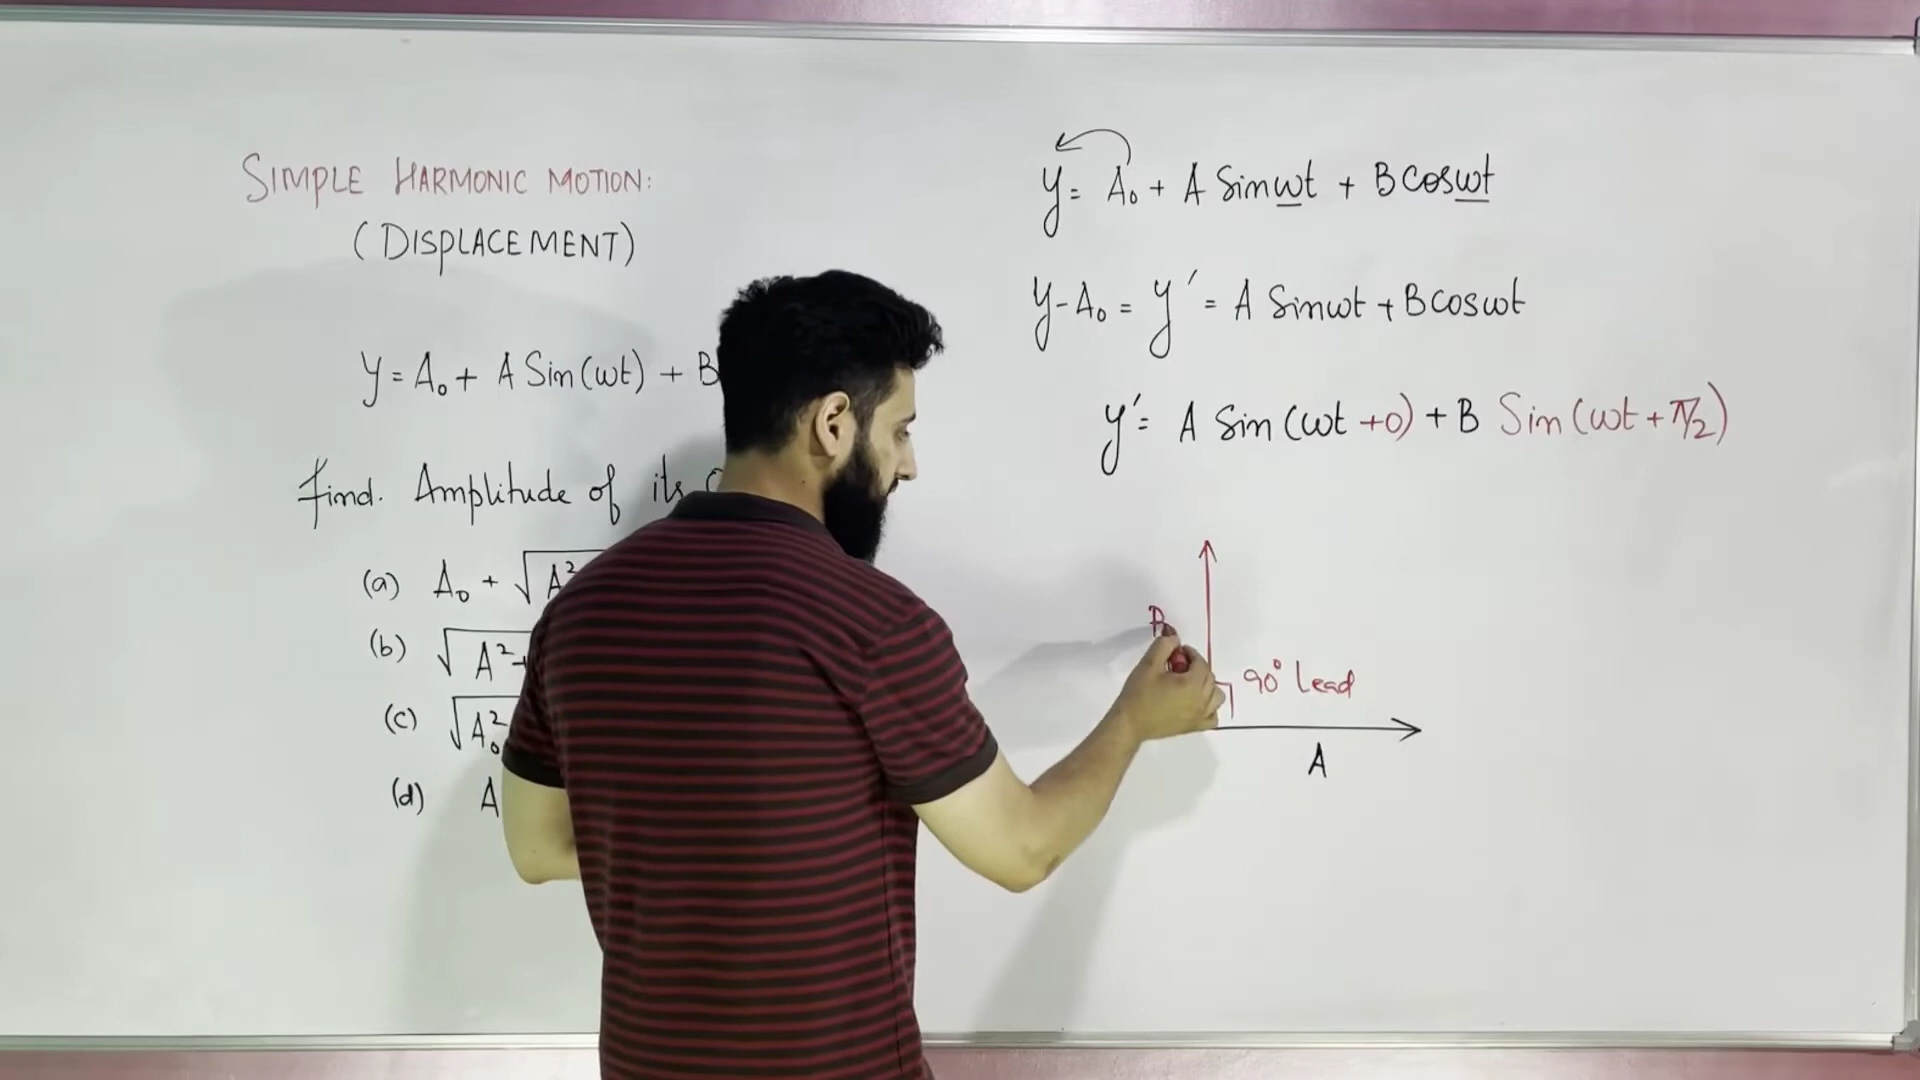 SIMPLE HARMONIC MOTION:
(DISPLACEMENT)
y = A₀ + A Sin(ωt) + B
find. Amplitude of its
(a) A₀ + √A²
(b) √A²+
(c) √A₀²
(d) A
y = A₀ + A Sinωt + B cosωt
y - A₀ = y' = A Sinωt + B cosωt
y' = A Sin (ωt + 0) + B Sin (ωt + π/2)
B
90° lead
A